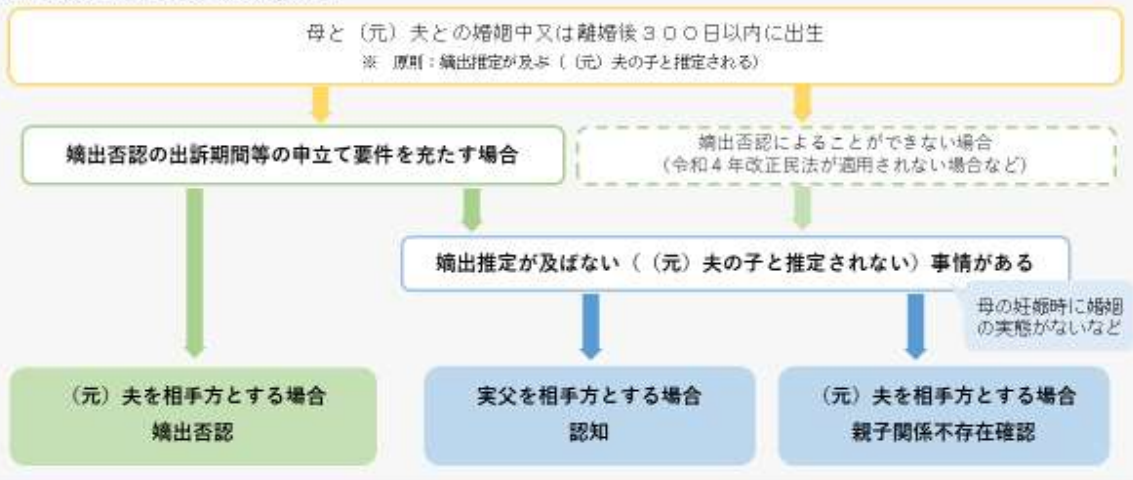 母と（元）夫との婚姻中又は離婚後３００日以内に出生
※　原則：嫡出推定が及ぶ（（元）夫の子と推定される）
嫡出否認の出訴期間等の申立て要件を充たす場合
嫡出否認によることができない場合
（令和４年改正民法が適用されない場合など）
嫡出推定が及ばない（（元）夫の子と推定されない）事情がある
母の妊娠時に婚姻
の実態がないなど
（元）夫を相手方とする場合
嫡出否認
実父を相手方とする場合
認知
（元）夫を相手方とする場合
親子関係不存在確認